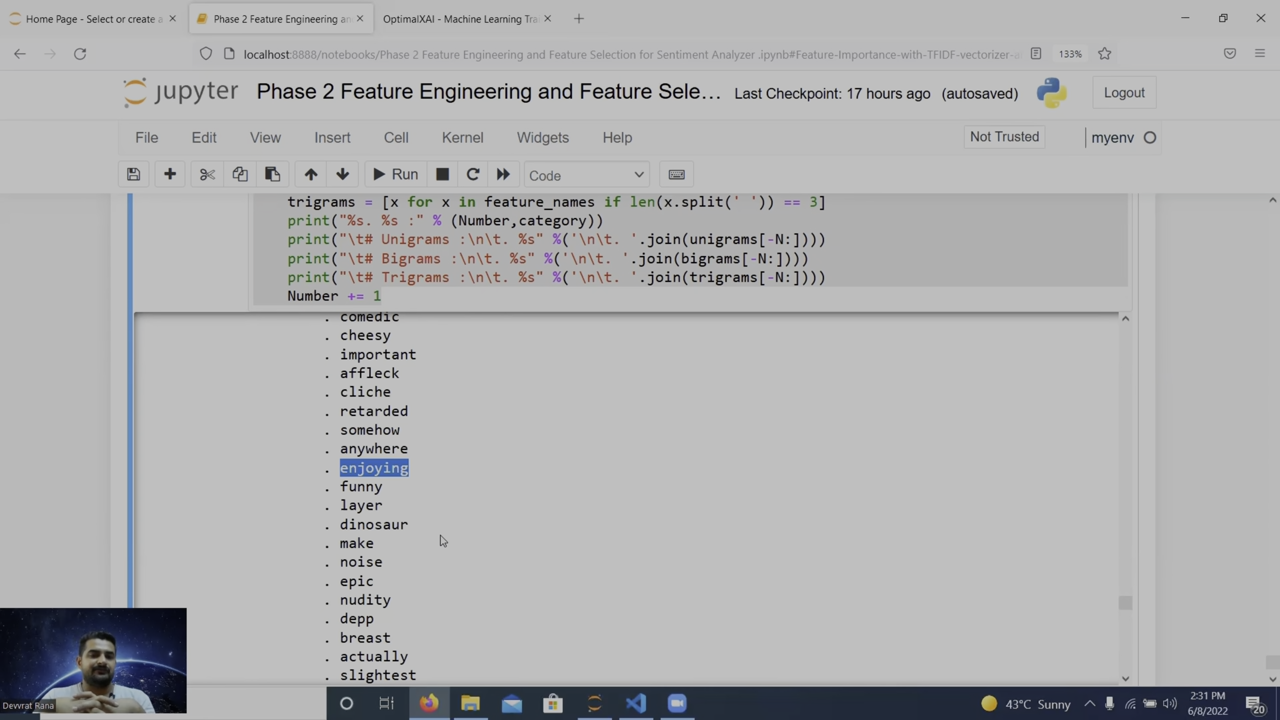 Home Page - Select or create a
Phase 2 Feature Engineering and
OptimalXAI - Machine Learning Tra
localhost:8888/notebooks/Phase 2 Feature Engineering and Feature Selection for Sentiment Analyzer .ipynb#Feature-Importance-with-TFIDF-vectorizer-a
133%
jupyter
Phase 2 Feature Engineering and Feature Sele…
Last Checkpoint: 17 hours ago (autosaved)
Logout
File Edit View Insert Cell Kernel Widgets Help
Not Trusted
myenv
Run
Code
trigrams = [x for x in feature_names if len(x.split(' ')) == 3]
print("%s. %s :" % (Number,category))
print("\t# Unigrams :\n\t. %s" %('\n\t. '.join(unigrams[-N:])))
print("\t# Bigrams :\n\t. %s" %('\n\t. '.join(bigrams[-N:])))
print("\t# Trigrams :\n\t. %s" %('\n\t. '.join(trigrams[-N:])))
Number += 1
. comedic
. cheesy
. important
. affleck
. cliche
. retarded
. somehow
. anywhere
. enjoying
. funny
. layer
. dinosaur
. make
. noise
. epic
. nudity
. depp
. breast
. actually
. slightest
Devvrat Rana
43°C Sunny
2:31 PM
6/8/2022
20